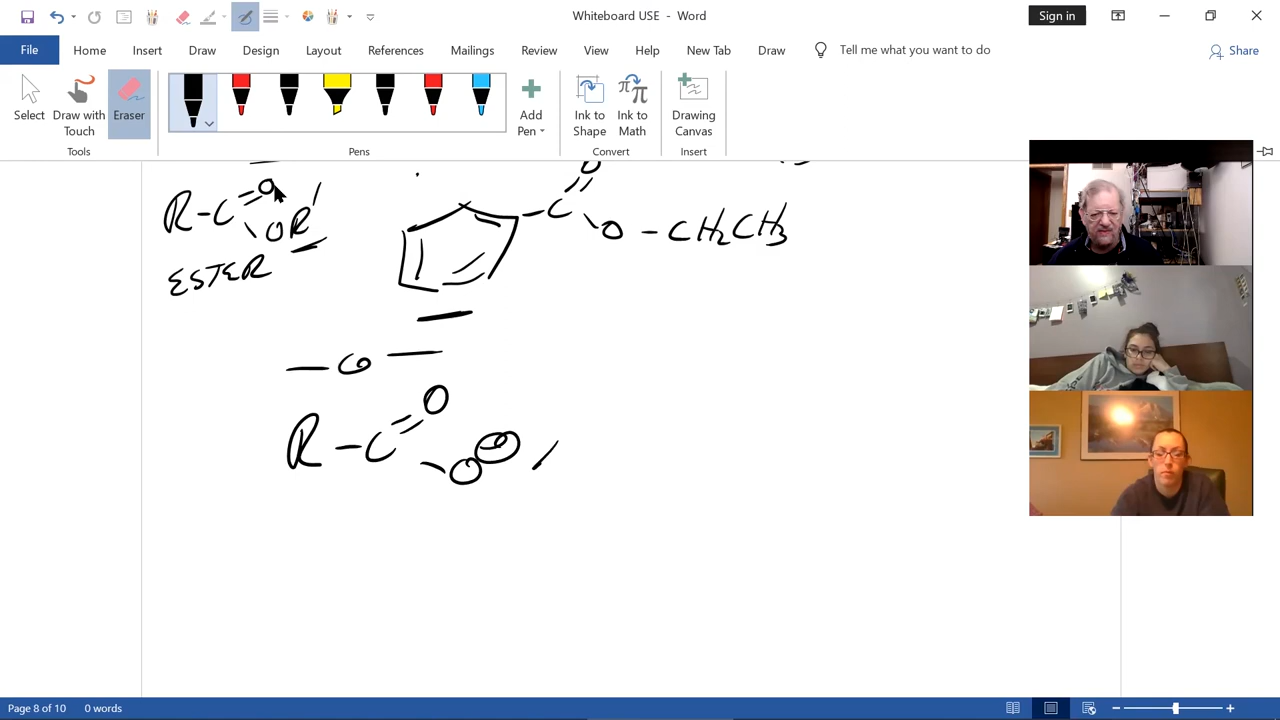 Whiteboard USE - Word
Sign in
File Home Insert Draw Design Layout References Mailings Review View Help New Tab Draw Tell me what you want to do Share
Select
Draw with Touch
Eraser
Add Pen
Ink to Shape
Ink to Math
Drawing Canvas
Tools
Pens
Convert
Insert
O
R-C=O
OR'
ESTER
-C
O-CH2CH3
R-C=O
O⊖
Page 8 of 10 0 words